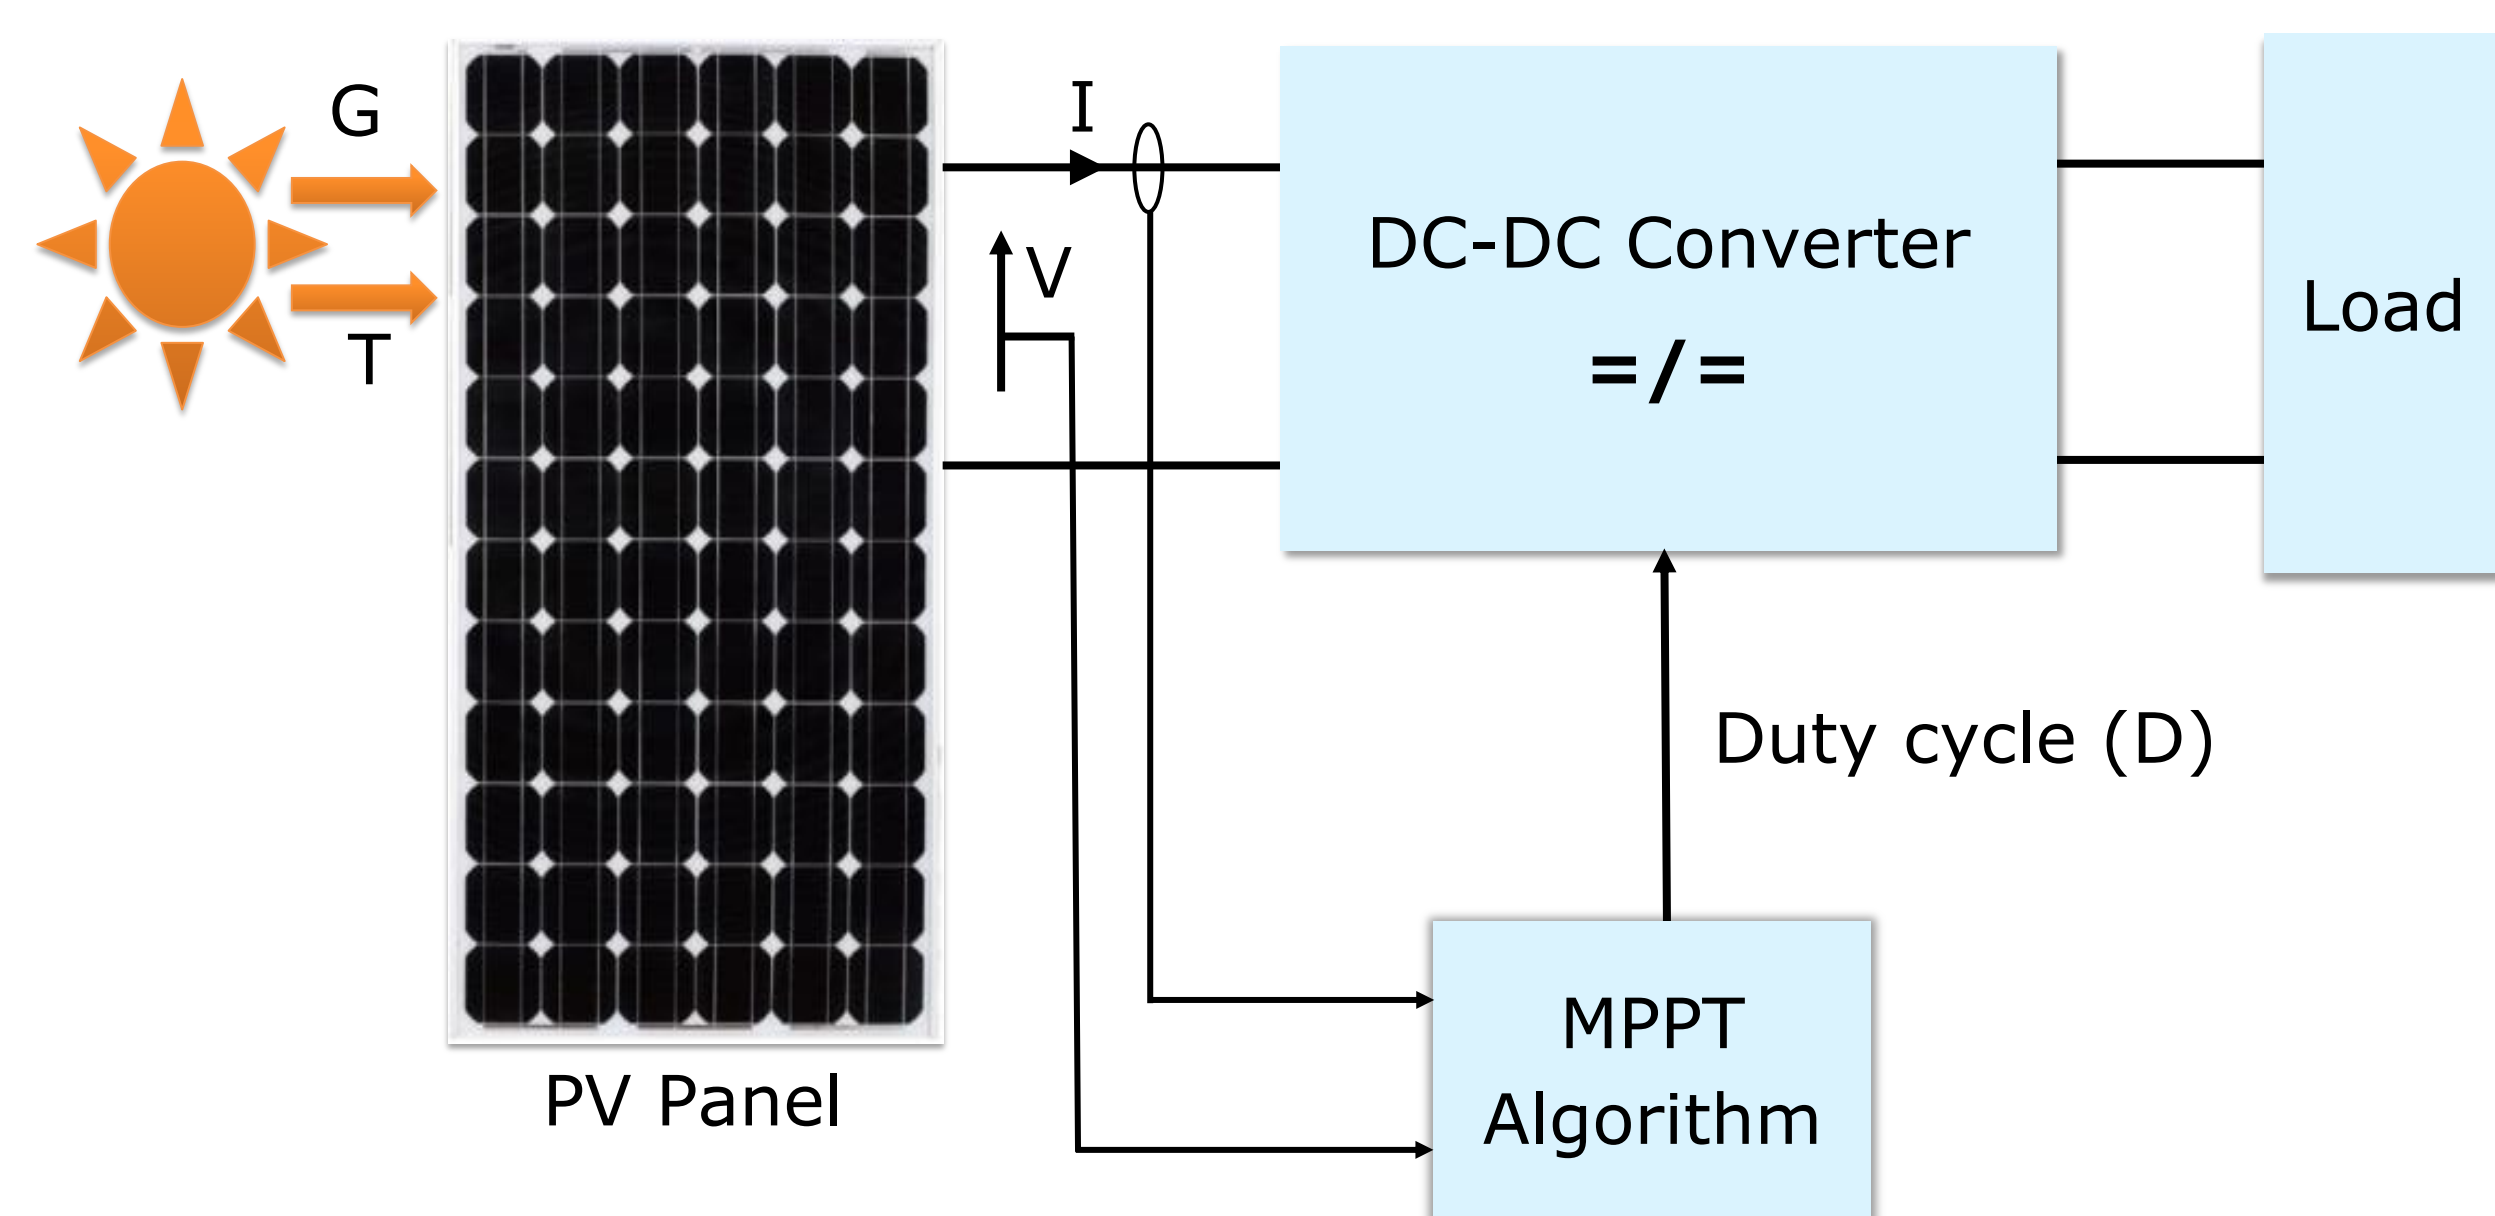 G
T
PV Panel
I
V
DC-DC Converter
=/=
Load
Duty cycle (D)
MPPT
Algorithm